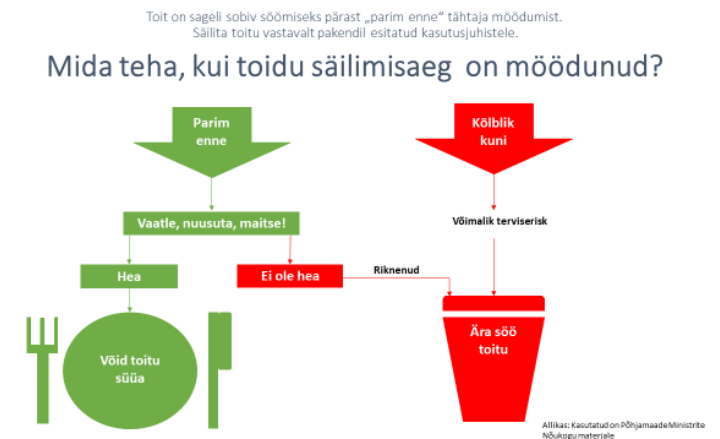 Toit on sageli sobiv söömiseks pärast „parim enne“ tähtaja möödumist.
Säilita toitu vastavalt pakendil esitatud kasutusjuhistele.
Mida teha, kui toidu säilimisaeg on möödunud?
Parim
enne
Kõlblik
kuni
Vaatle, nuusuta, maitse!
Võimalik terviserisk
Hea
Ei ole hea
Riknenud
Võid toitu
süüa
Ära söö
toitu
Allikas: Kasutatud on Põhjamaade Ministrite
Nõukogu materjale